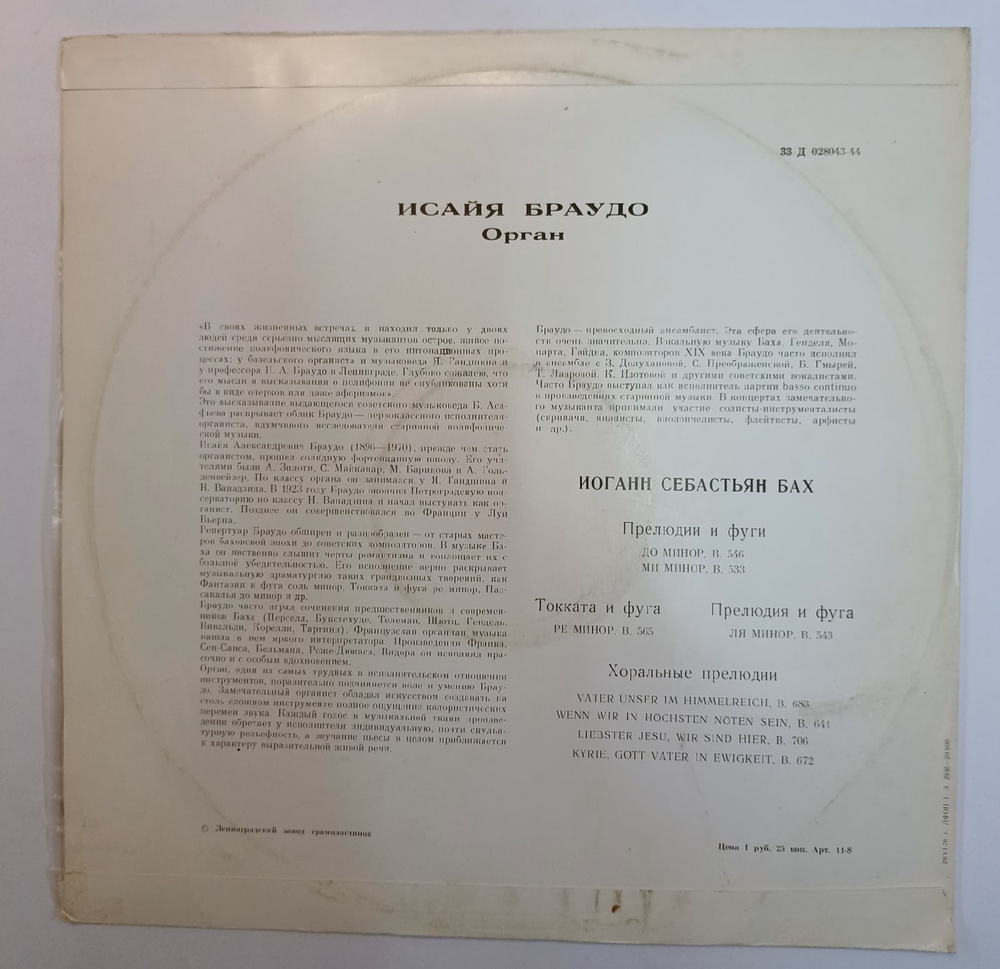 33 Д 028043-44
ИСАЙЯ БРАУДО
Орган
«В своих жизненных встречах я находил только у двоих
людей среди серьезно мыслящих музыкантов острое, живое по-
стижение полифонического языка в его интонационных про-
цессах: у базельского органиста и музыковеда Я. Гандшина и
у профессора И. А. Браудо в Ленинграде. Глубоко сожалею, что
его мысли и высказывания о полифонии не опубликованы хотя
бы в виде очерков или даже афоризмов».
Это высказывание выдающегося советского музыковеда Б. Аса-
фьева раскрывает облик Браудо — первоклассного исполнителя-
органиста, вдумчивого исследователя старинной полифониче-
ской музыки.
Исайя Александрович Браудо (1896—1970), прежде чем стать
органистом, прошел солидную фортепианную школу. Его учи-
телями были А. Зилоти, С. Майкапар, М. Баринова и А. Голь-
денвейзер. По классу органа он занимался у Я. Гандшина и
Н. Ванадзина. В 1923 году Браудо окончил Петроградскую кон-
серваторию по классу Н. Ванадзина и начал выступать как ор-
ганист. Позднее он совершенствовался во Франции у Луи
Вьерна.
Репертуар Браудо обширен и разнообразен — от старых масте-
ров баховской эпохи до советских композиторов. В музыке Ба-
ха он явственно слышит черты романтизма и воплощает их с
большой убедительностью. Его исполнение верно раскрывает
музыкальную драматургию таких грандиозных творений, как
Фантазия и фуга соль минор, Токката и фуга ре минор, Пас-
сакалья до минор и др.
Браудо часто играл сочинения предшественников и современ-
ников Баха (Перселл, Букстехуде, Телеман, Щютц, Гендель,
Вивальди, Корелли, Тартини). Французская органная музыка
нашла в нем яркого интерпретатора. Произведения Франка,
Сен-Санса, Бельмана, Роже-Дюкаса, Видора он исполнял кра-
сочно и с особым вдохновением.
Орган, один из самых трудных в исполнительском отношении
инструментов, поразительно подчиняется воле и умению Брау-
до. Замечательный органист обладал искусством создавать на
столь сложном инструменте полное ощущение колористических
перемен звука. Каждый голос в музыкальной ткани произве-
дения обретает у исполнителя индивидуальную, почти скульп-
турную рельефность, а звучание пьесы в целом приближается
к характеру выразительной живой речи.
Браудо — превосходный ансамблист. Эта сфера его деятельно-
сти очень значительна. Вокальную музыку Баха, Генделя, Мо-
царта, Гайдна, композиторов XIX века Браудо часто исполнял
в ансамбле с З. Долухановой, С. Преображенской, Б. Гмырей,
Т. Лавровой, К. Изотовой и другими советскими вокалистами.
Часто Браудо выступал как исполнитель партии basso continuo
в произведениях старинной музыки. В концертах замечательно-
го музыканта принимали участие солисты-инструменталисты
(скрипачи, виолисты, виолончелисты, флейтисты, арфисты
и др.).
ИОГАНН СЕБАСТЬЯН БАХ
Прелюдии и фуги
ДО МИНОР, В. 546
МИ МИНОР, В. 533
Токката и фуга
РЕ МИНОР, В. 565
Прелюдия и фуга
ЛЯ МИНОР, В. 543
Хоральные прелюдии
VATER UNSER IM HIMMELREICH, B. 683
WENN WIR IN HOCHSTEN NÖTEN SEIN, B. 641
LIEBSTER JESU, WIR SIND HIER, B. 706
KYRIE, GOTT VATER IN EWIGKEIT, B. 672
© Ленинградский завод грампластинок
Цена 1 руб. 25 коп. Арт. 11-8